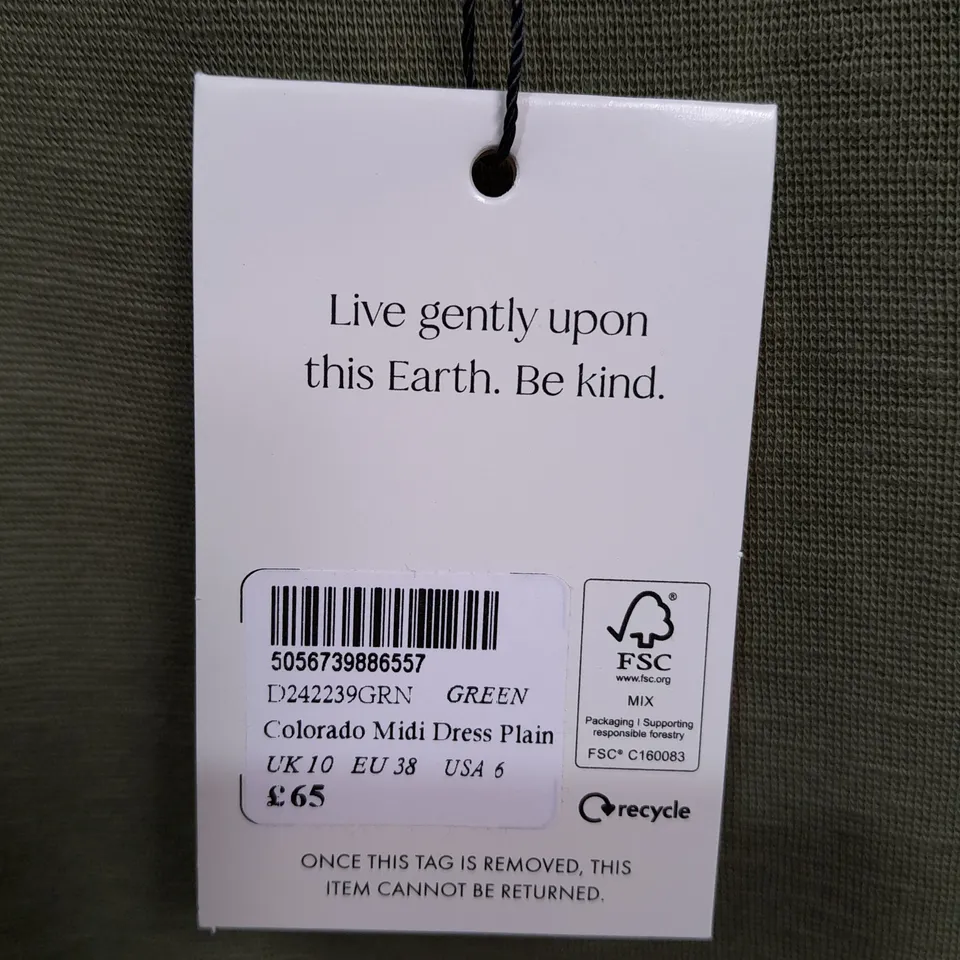 Live gently upon
this Earth. Be kind.
5056739886557
D242239GRN GREEN
Colorado Midi Dress Plain
UK 10 EU 38 USA 6
£65
®
FSC
www.fsc.org
MIX
Packaging | Supporting
responsible forestry
FSC® C160083
recycle
ONCE THIS TAG IS REMOVED, THIS
ITEM CANNOT BE RETURNED.